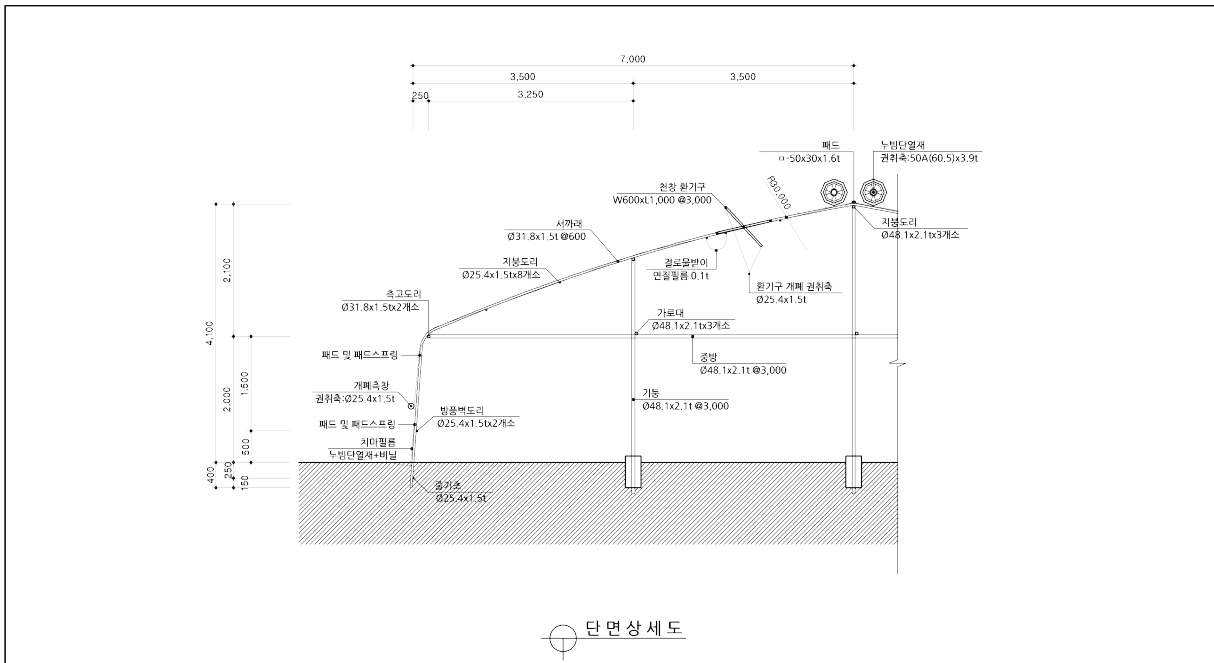 7,000
3,500
3,500
250
3,250
패드
ㅁ-50x30x1.6t
누빔단열재
권취축:50A(60.5)x3.9t
천창 환기구
W600xL1,000 @3,000
R30,000
서까래
Ø31.8x1.5t @600
지붕도리
Ø48.1x2.1tx3개소
지붕도리
Ø25.4x1.5tx8개소
결로물받이
연질필름 0.1t
환기구 개폐 권취축
Ø25.4x1.5t
측고도리
Ø31.8x1.5tx2개소
가로대
Ø48.1x2.1tx3개소
패드 및 패드스프링
중방
Ø48.1x2.1t @3,000
개폐측창
권취축:Ø25.4x1.5t
기둥
Ø48.1x2.1t @3,000
방풍벽도리
Ø25.4x1.5tx2개소
패드 및 패드스프링
치마필름
누빔단열재+비닐
줄기초
Ø25.4x1.5t
4,100
2,100
2,000
1,500
500
400
250
150
단면상세도